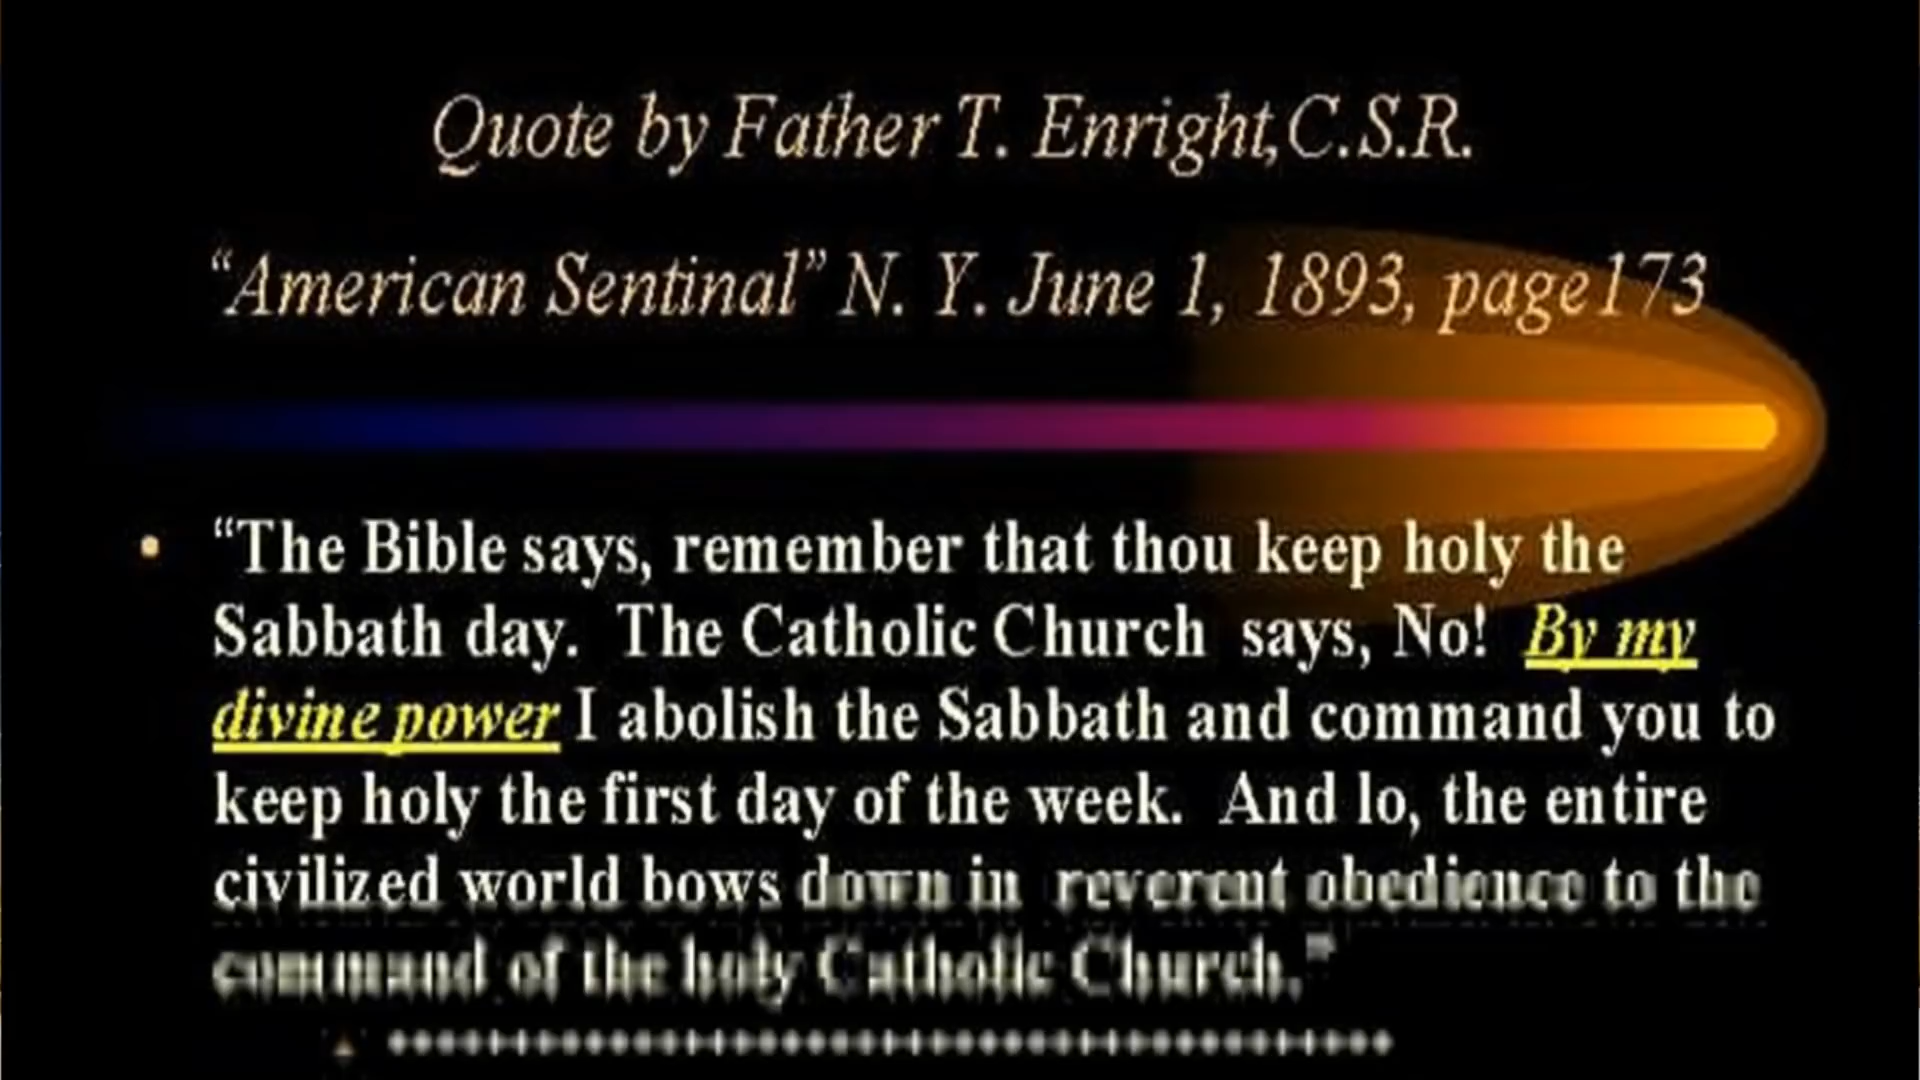 Quote by Father T. Enright,C.S.R.
“American Sentinal” N. Y. June 1, 1893, page173
• “The Bible says, remember that thou keep holy the
Sabbath day. The Catholic Church says, No! By my
divine power I abolish the Sabbath and command you to
keep holy the first day of the week. And lo, the entire
civilized world bows down in reverent obedience to the
command of the holy Catholic Church.”